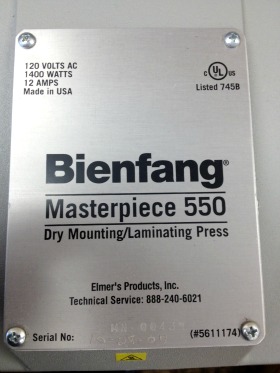 120 VOLTS AC
1400 WATTS
12 AMPS
Made in USA
C UL US
Listed 745B
Bienfang®
Masterpiece 550
Dry Mounting/Laminating Press
Elmer's Products, Inc.
Technical Service: 888-240-6021
Serial No:
(#5611174)